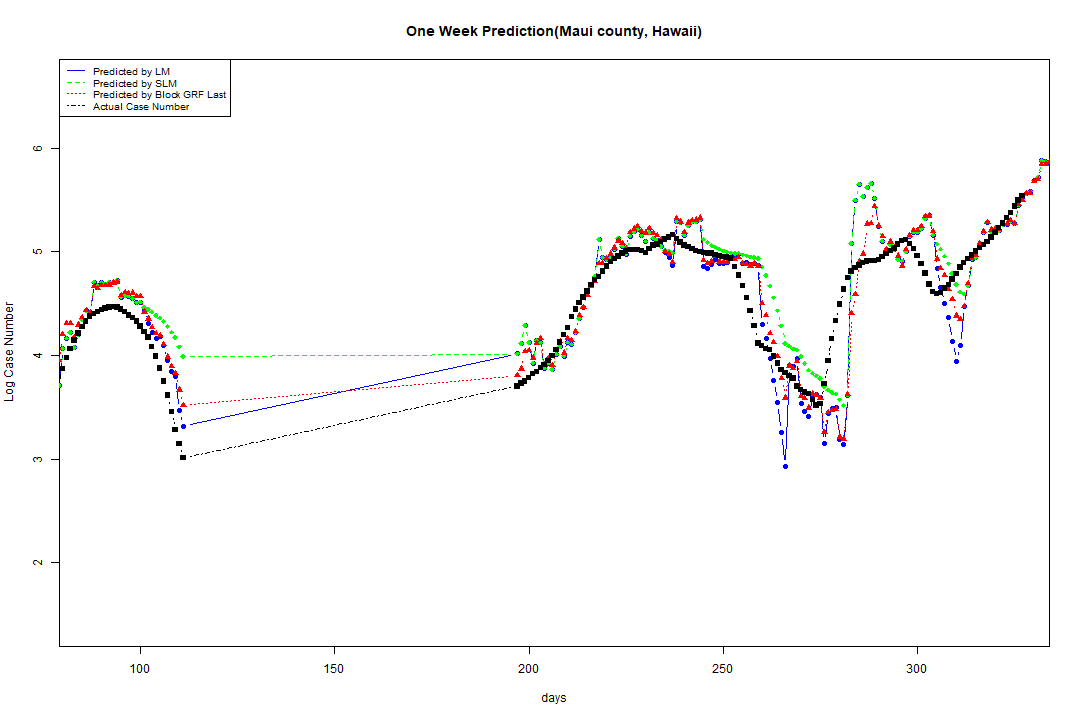 One Week Prediction(Maui county, Hawaii)
Predicted by LM
Predicted by SLM
Predicted by Block GRF Last
Actual Case Number
Log Case Number
6
5
4
3
2
100 150 200 250 300
days